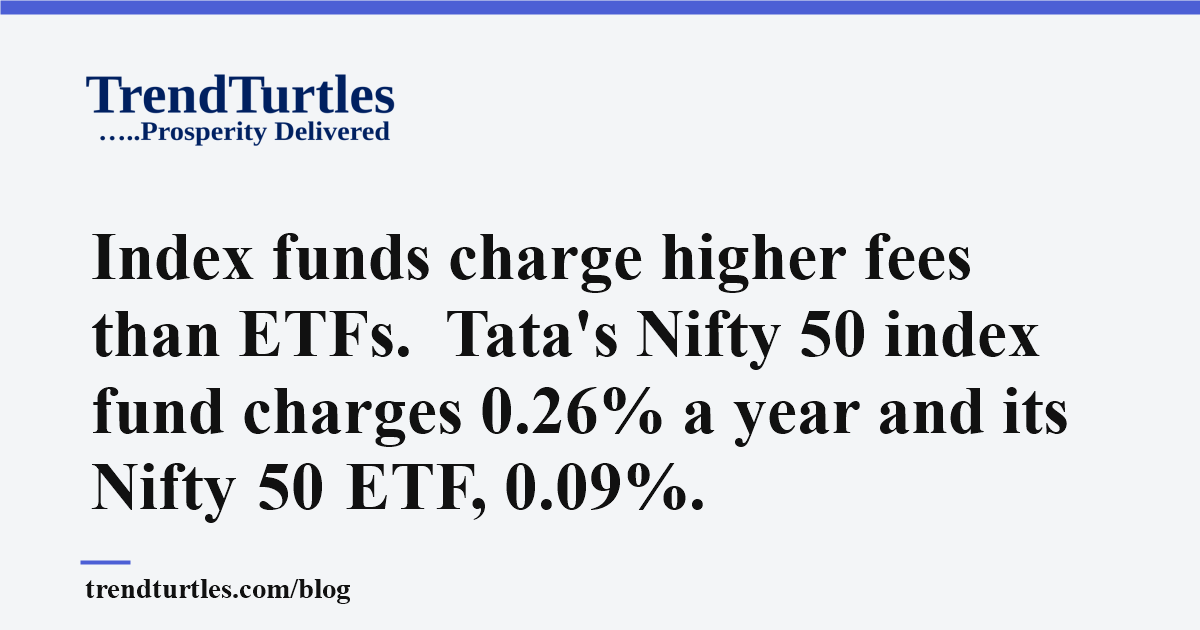 TrendTurtles
.....Prosperity Delivered
Index funds charge higher fees
than ETFs.  Tata's Nifty 50 index
fund charges 0.26% a year and its
Nifty 50 ETF, 0.09%.
trendturtles.com/blog